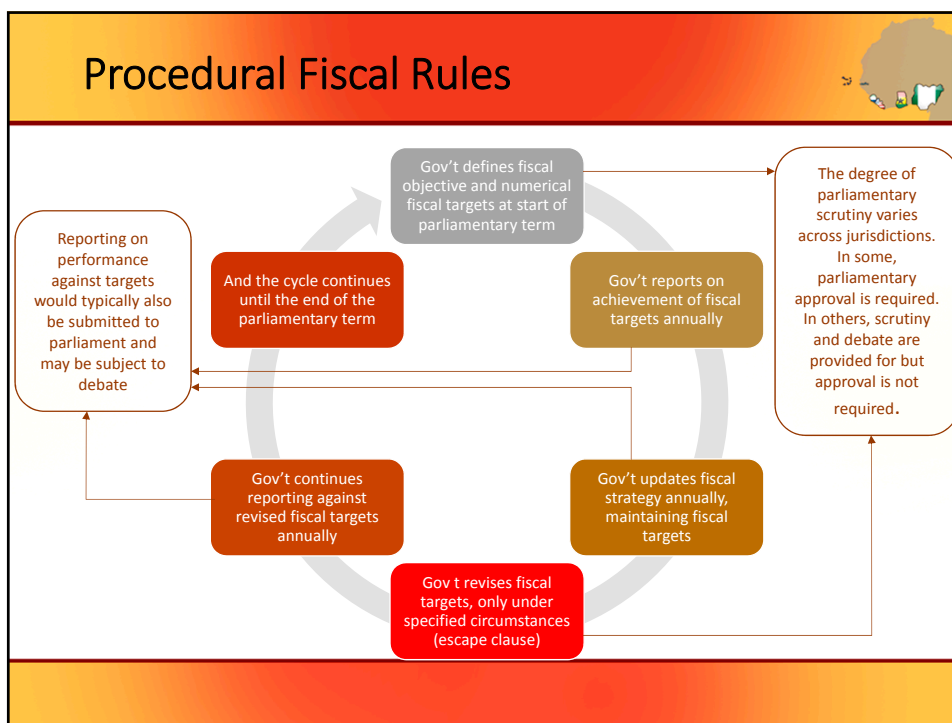 Procedural Fiscal Rules
Gov't defines fiscal
objective and numerical
fiscal targets at start of
parliamentary term
The degree of
parliamentary
scrutiny varies
across jurisdictions.
In some,
parliamentary
approval is required.
In others, scrutiny
and debate are
provided for but
approval is not
required.
Reporting on
performance
against targets
would typically also
be submitted to
parliament and
may be subject to
debate
And the cycle continues
until the end of the
parliamentary term
Gov't reports on
achievement of fiscal
targets annually
Gov't continues
reporting against
revised fiscal targets
annually
Gov't updates fiscal
strategy annually,
maintaining fiscal
targets
Gov t revises fiscal
targets, only under
specified circumstances
(escape clause)